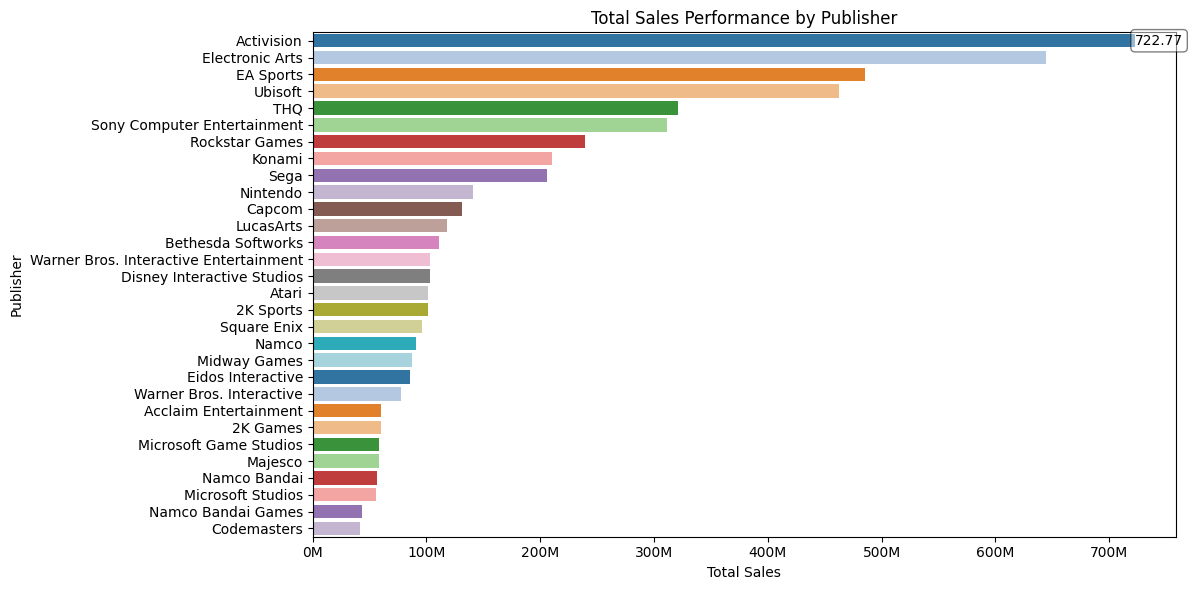 Total Sales Performance by Publisher
Activision
722.77
Electronic Arts
EA Sports
Ubisoft
THQ
Sony Computer Entertainment
Rockstar Games
Konami
Sega
Nintendo
Capcom
LucasArts
Bethesda Softworks
Warner Bros. Interactive Entertainment
Disney Interactive Studios
Atari
2K Sports
Square Enix
Namco
Midway Games
Eidos Interactive
Warner Bros. Interactive
Acclaim Entertainment
2K Games
Microsoft Game Studios
Majesco
Namco Bandai
Microsoft Studios
Namco Bandai Games
Codemasters
Publisher
0M 100M 200M 300M 400M 500M 600M 700M
Total Sales